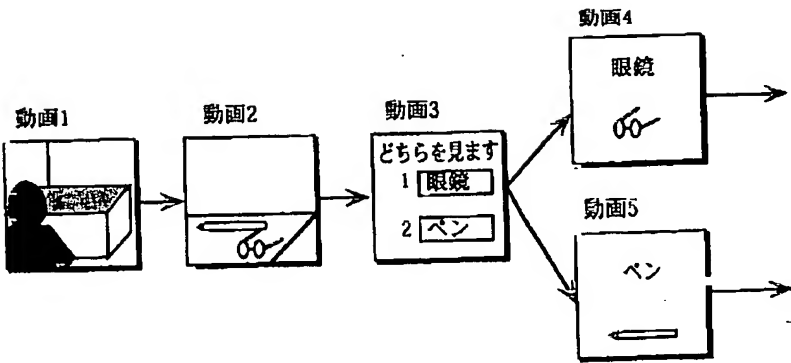 動画1
動画2
動画3
どちらを見ます
1 眼鏡
2 ペン
動画4
眼鏡
動画5
ペン